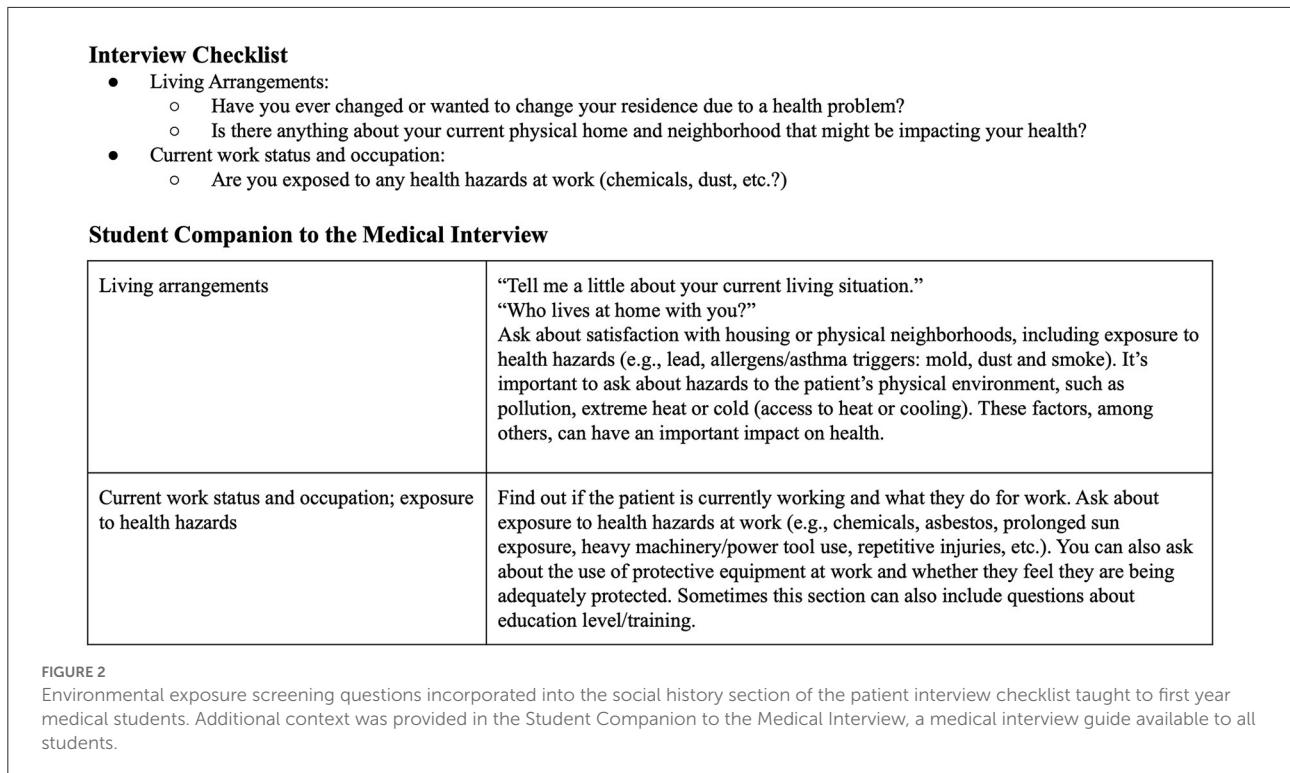 Interview Checklist
● Living Arrangements:
○ Have you ever changed or wanted to change your residence due to a health problem?
○ Is there anything about your current physical home and neighborhood that might be impacting your health?
● Current work status and occupation:
○ Are you exposed to any health hazards at work (chemicals, dust, etc.?)
Student Companion to the Medical Interview
Living arrangements
“Tell me a little about your current living situation.”
“Who lives at home with you?”
Ask about satisfaction with housing or physical neighborhoods, including exposure to
health hazards (e.g., lead, allergens/asthma triggers: mold, dust and smoke). It’s
important to ask about hazards to the patient’s physical environment, such as
pollution, extreme heat or cold (access to heat or cooling). These factors, among
others, can have an important impact on health.
Current work status and occupation; exposure
to health hazards
Find out if the patient is currently working and what they do for work. Ask about
exposure to health hazards at work (e.g., chemicals, asbestos, prolonged sun
exposure, heavy machinery/power tool use, repetitive injuries, etc.). You can also ask
about the use of protective equipment at work and whether they feel they are being
adequately protected. Sometimes this section can also include questions about
education level/training.
FIGURE 2
Environmental exposure screening questions incorporated into the social history section of the patient interview checklist taught to first year
medical students. Additional context was provided in the Student Companion to the Medical Interview, a medical interview guide available to all
students.